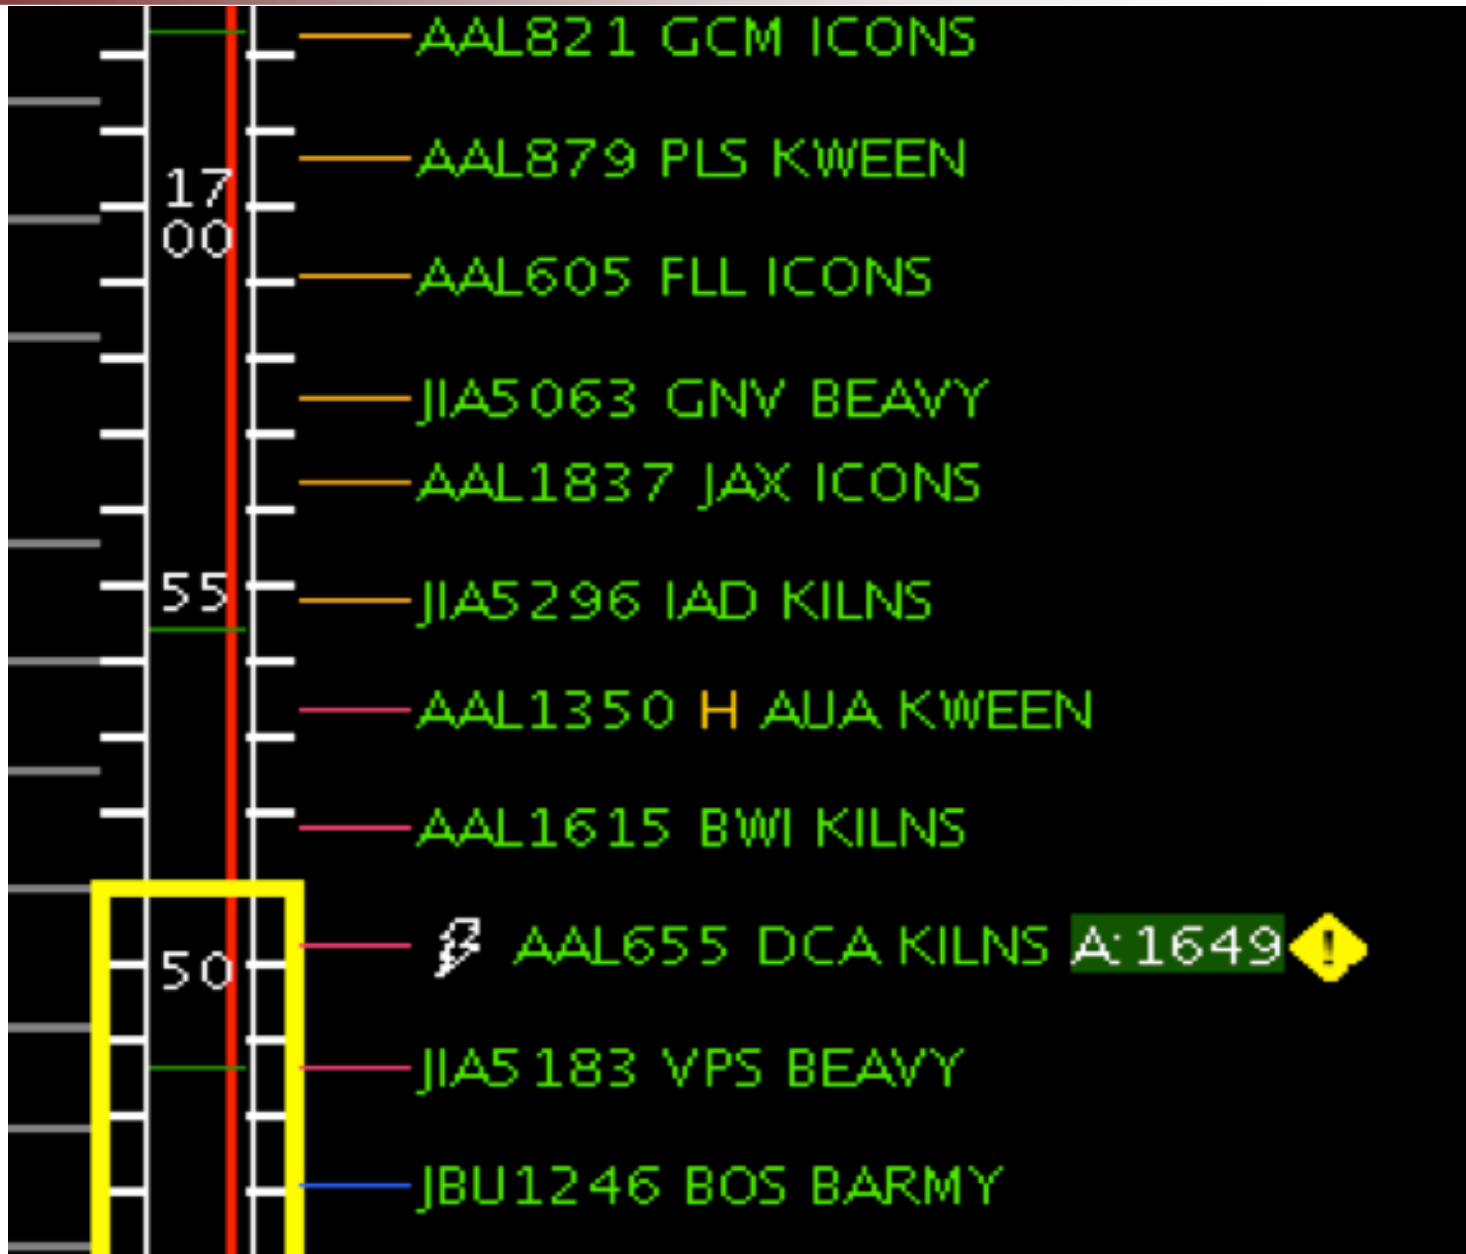 AAL821 GCM ICONS
AAL879 PLS KWEEN
17
00
AAL605 FLL ICONS
JIA5063 GNV BEAVY
AAL1837 JAX ICONS
55
JIA5296 IAD KILNS
AAL1350 H AUA KWEEN
AAL1615 BWI KILNS
50
AAL655 DCA KILNS A:1649 !
JIA5183 VPS BEAVY
JBU1246 BOS BARMY